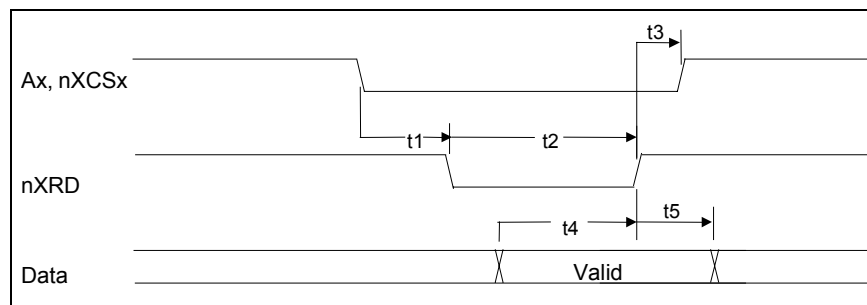 t3
Ax, nXCSx
t1
t2
nXRD
t4
t5
Data
Valid